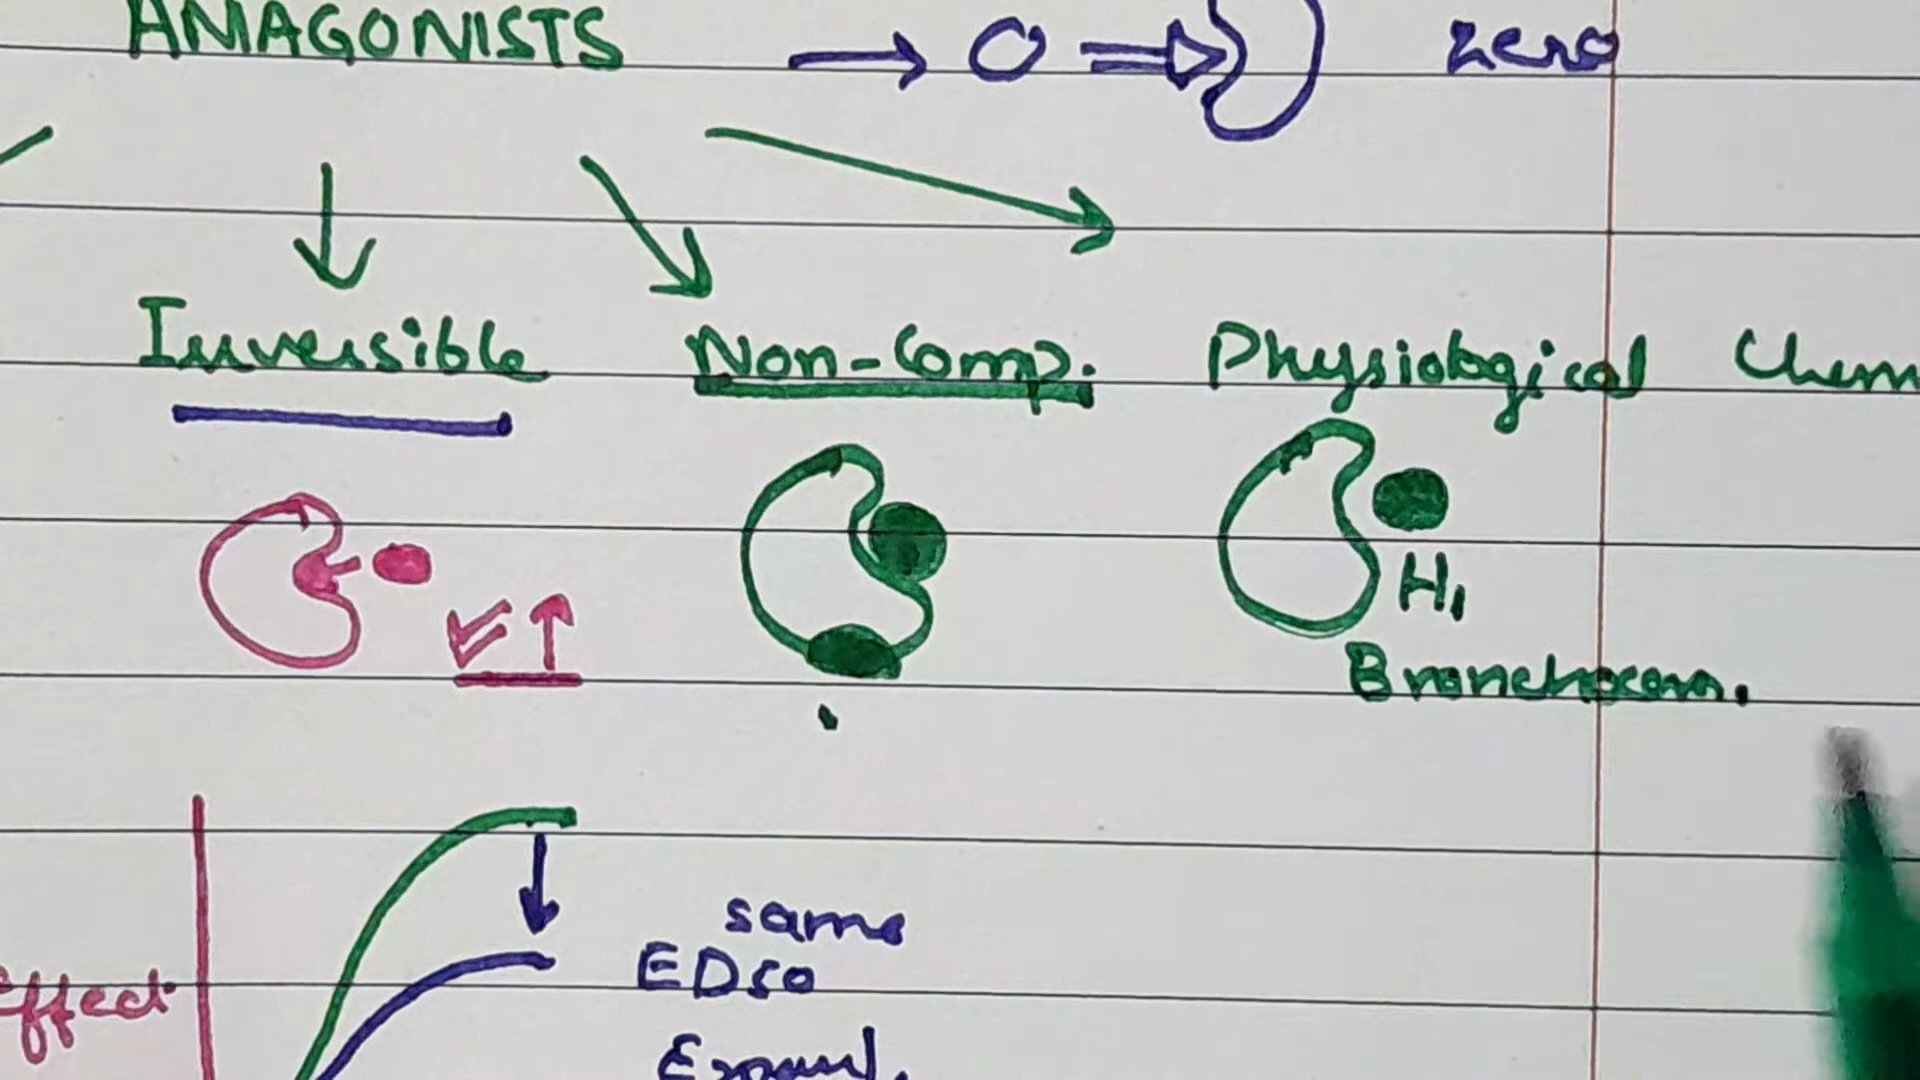 ANTAGONISTS
zero
Irreversible
Non-Comp.
Physiological
Chem
H1
Bronchocon.
same
effect
ED50